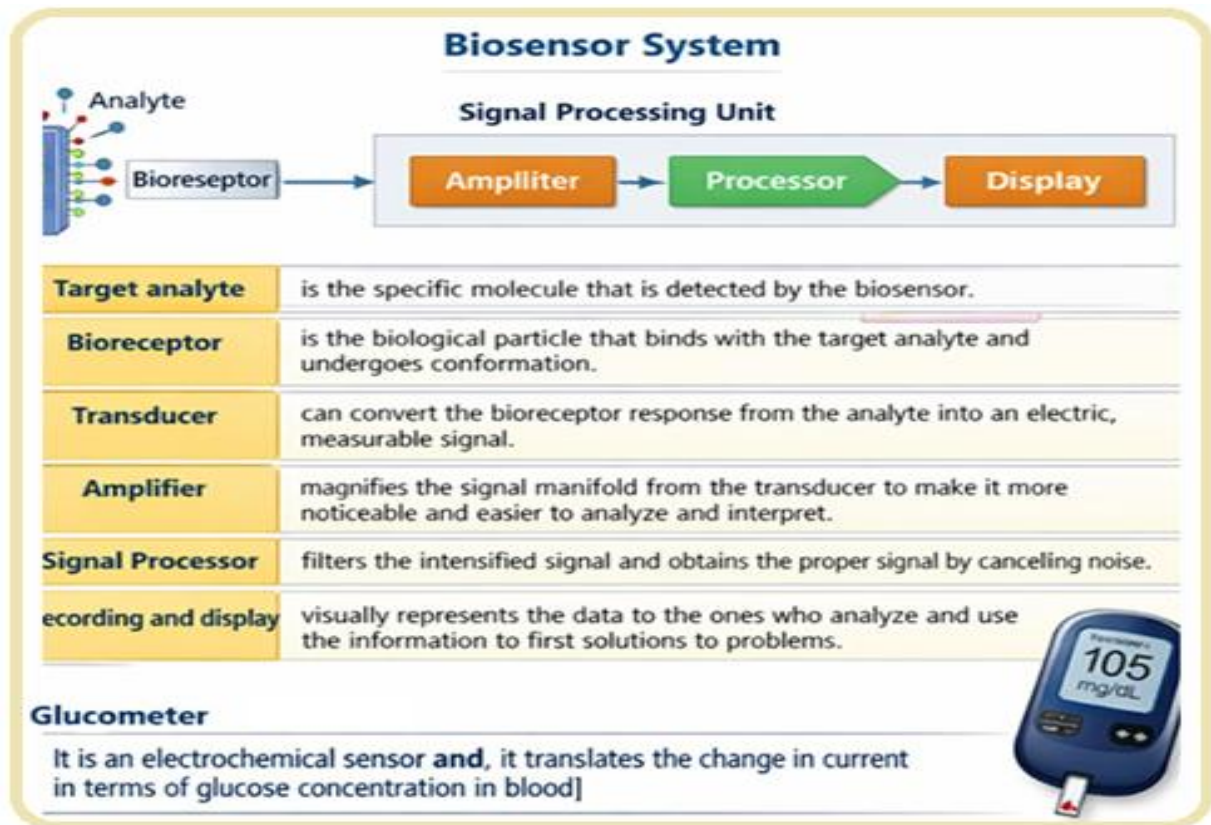 Biosensor System
Analyte
Signal Processing Unit
Bioreseptor
Amplliter
Processor
Display
Target analyte
is the specific molecule that is detected by the biosensor.
Bioreceptor
is the biological particle that binds with the target analyte and
undergoes conformation.
Transducer
can convert the bioreceptor response from the analyte into an electric,
measurable signal.
Amplifier
magnifies the signal manifold from the transducer to make it more
noticeable and easier to analyze and interpret.
Signal Processor
filters the intensified signal and obtains the proper signal by canceling noise.
ecording and display
visually represents the data to the ones who analyze and use
the information to first solutions to problems.
105
mg/dL
Glucometer
It is an electrochemical sensor and, it translates the change in current
in terms of glucose concentration in blood]